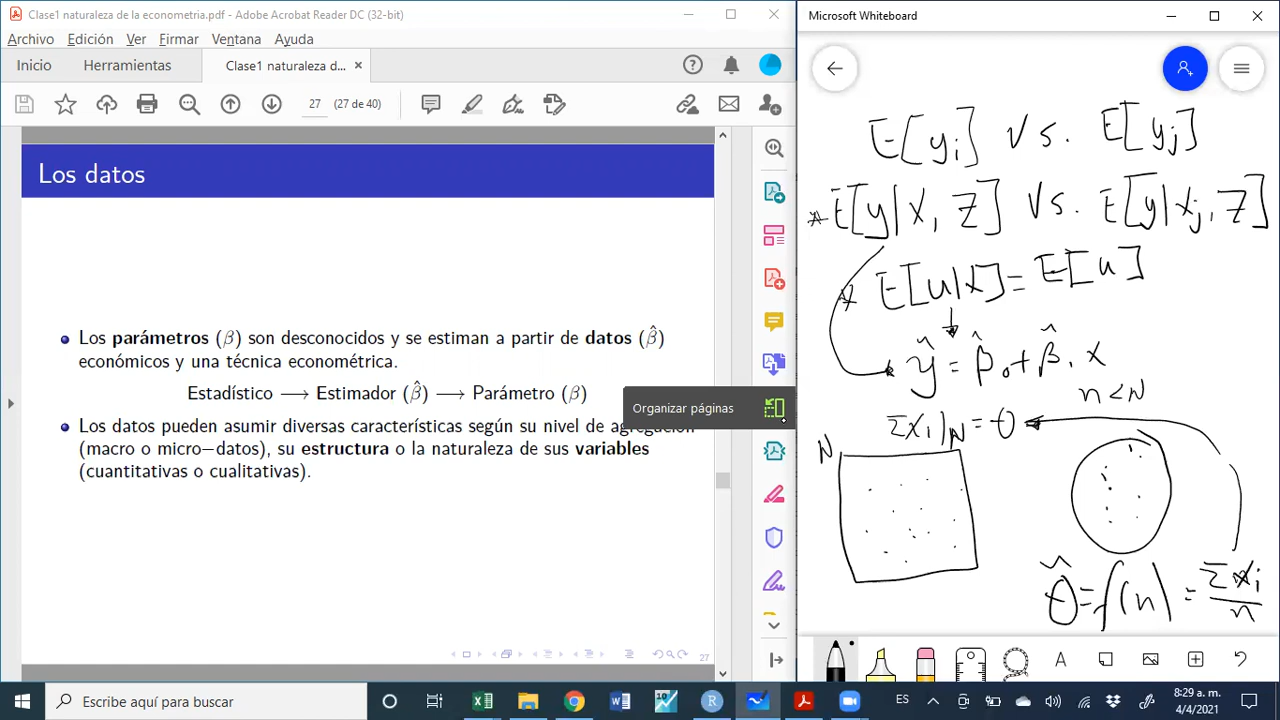 Clase1 naturaleza de la econometria.pdf - Adobe Acrobat Reader DC (32-bit)
Archivo Edición Ver Firmar Ventana Ayuda
Inicio Herramientas Clase1 naturaleza d... ×
27 (27 de 40)
Los datos
Los parámetros (β) son desconocidos y se estiman a partir de datos (β̂)
económicos y una técnica econométrica.
Estadístico ⟶ Estimador (β̂) ⟶ Parámetro (β)
Los datos pueden asumir diversas características según su nivel de agregación
(macro o micro−datos), su estructura o la naturaleza de sus variables
(cuantitativas o cualitativas).
27
Organizar páginas
Microsoft Whiteboard
E[yi] Vs. E[yj]
* E[y|xi, Z] Vs. E[y|xj, Z]
* E[u|x] = E[u]
ŷ = β̂0 + β̂1 x
n < N
Σxi|N = θ
N
θ̂ = f(n) = Σxi/n
Escribe aquí para buscar
ES
8:29 a. m.
4/4/2021